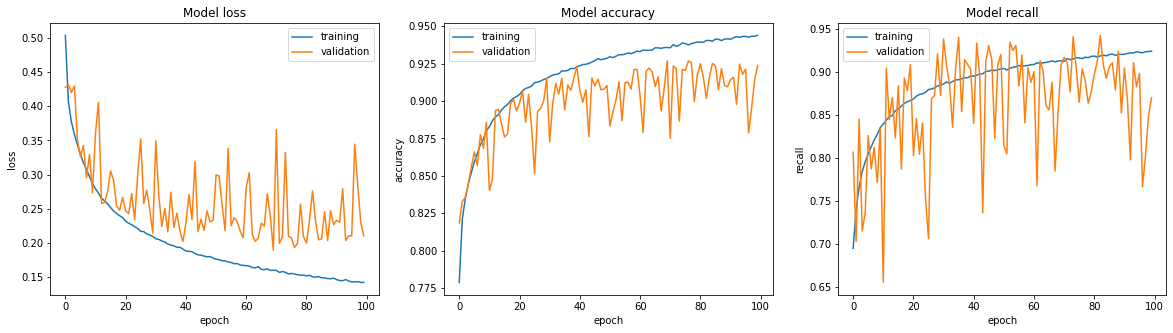 Model loss
training
validation
loss
0.50
0.45
0.40
0.35
0.30
0.25
0.20
0.15
0
20
40
60
80
100
epoch
Model accuracy
training
validation
accuracy
0.950
0.925
0.900
0.875
0.850
0.825
0.800
0.775
0
20
40
60
80
100
epoch
Model recall
training
validation
recall
0.95
0.90
0.85
0.80
0.75
0.70
0.65
0
20
40
60
80
100
epoch